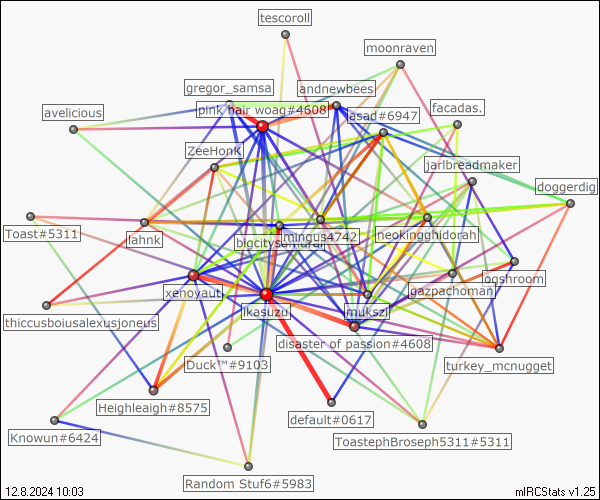 tescoroll
moonraven
gregor_samsa
andnewbees
pink hair woag#4608
asad#6947
facadas.
avelicious
ZeeHonK
jarlbreadmaker
doggerdig
Toast#5311
lahnk
mingus4742
neokingghidorah
xenoyaut
ikasuzu
mukszi
gazpachoman
ogshroom
thiccusboiusalexusjoneus
disaster of passion#4608
Duck™#9103
turkey_mcnugget
Heighleaigh#8575
default#0617
Knowun#6424
ToastephBroseph5311#5311
Random Stuf6#5983
12.8.2024 10:03
mIRCStats v1.25